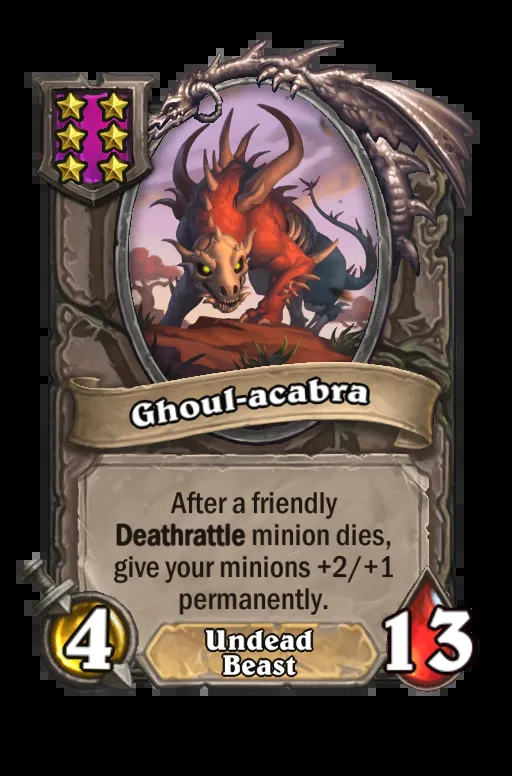 Ghoul-acabra
After a friendly
Deathrattle minion dies,
give your minions +2/+1
permanently.
4
Undead
Beast
13